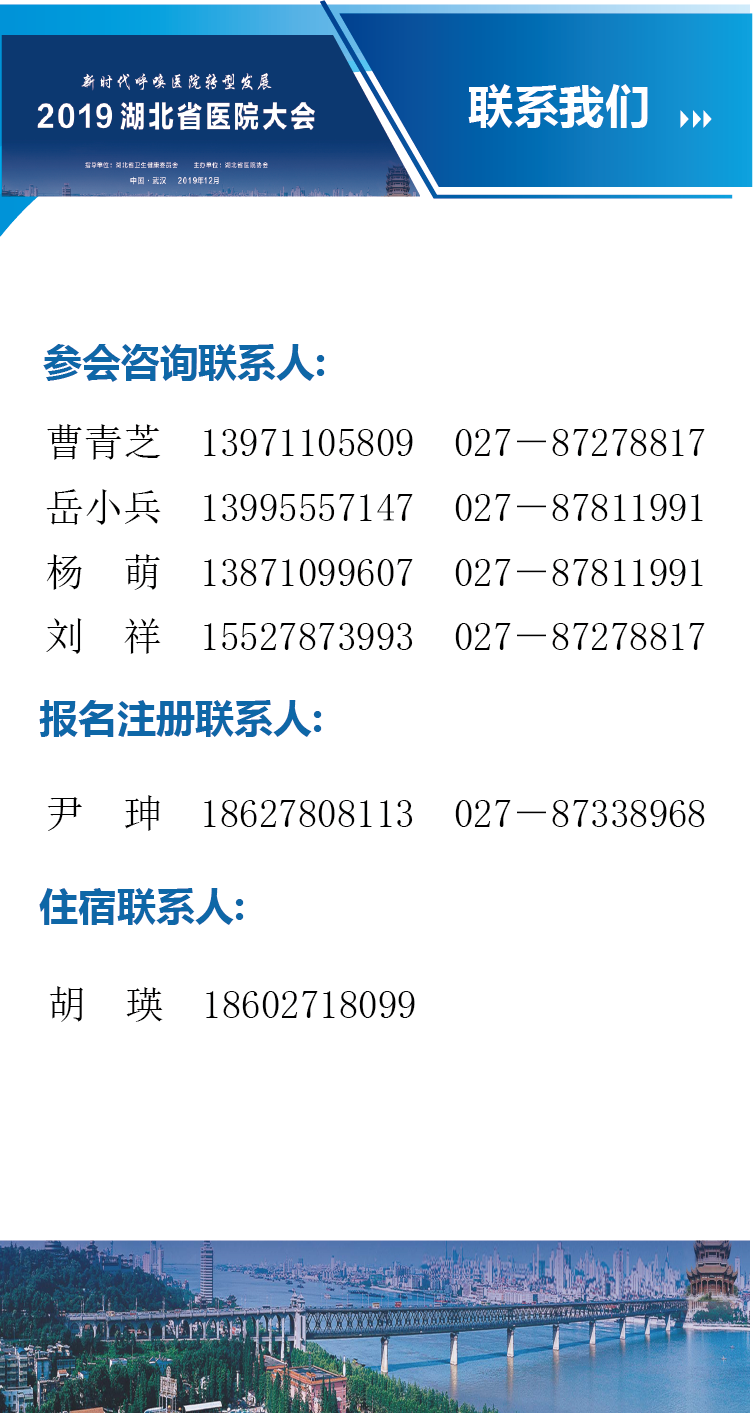 新时代呼唤医院转型发展
2019湖北省医院大会
指导单位：湖北省卫生健康委员会 主办单位：湖北省医院协会
中国·武汉 2019年12月
联系我们
参会咨询联系人:
曹青芝 13971105809 027－87278817
岳小兵 13995557147 027－87811991
杨 萌 13871099607 027－87811991
刘 祥 15527873993 027－87278817
报名注册联系人:
尹 珅 18627808113 027－87338968
住宿联系人:
胡 瑛 18602718099